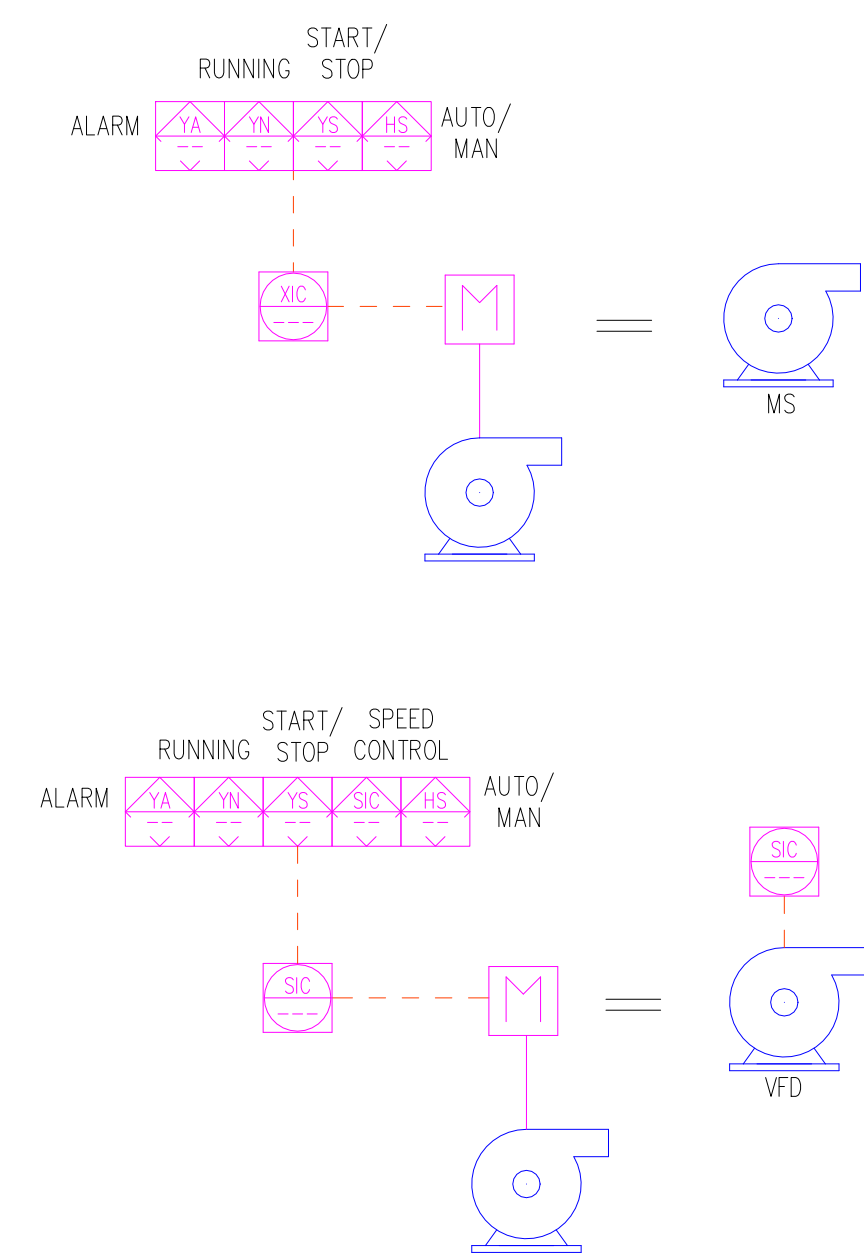 START/
RUNNING STOP
ALARM YA YN YS HS AUTO/
-- -- -- -- MAN
XIC
---
M
MS
START/ SPEED
RUNNING STOP CONTROL
ALARM YA YN YS SIC HS AUTO/
-- -- -- -- -- MAN
SIC
---
SIC
---
M
VFD